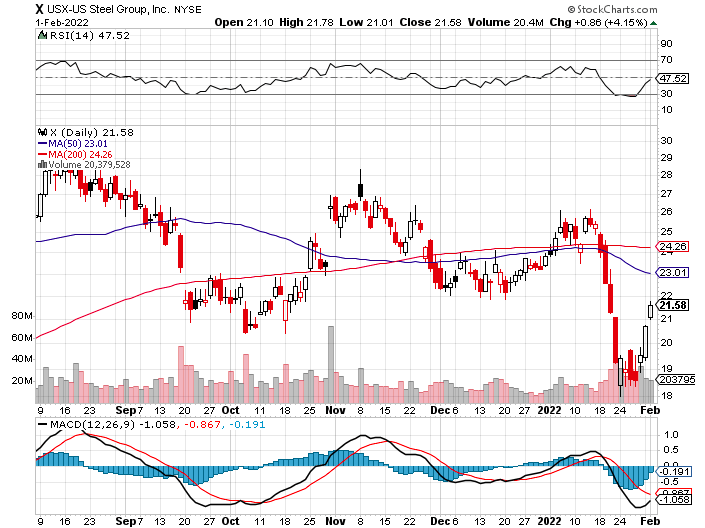 X USX-US Steel Group, Inc. NYSE
© StockCharts.com
1-Feb-2022
Open 21.10 High 21.78 Low 21.01 Close 21.58 Volume 20.4M Chg +0.86 (+4.15%)
RSI(14) 47.52
90
70
47.52
30
10
X (Daily) 21.58
MA(50) 23.01
MA(200) 24.26
Volume 20,379,528
30
29
28
27
26
25
24.26
24
23.01
22
21.58
21
20
19
18
80M
60M
40M
20M
203795
9 16 23 Sep 7 13 20 27 Oct 11 18 25 Nov 8 15 22 Dec 6 13 20 27 2022 10 18 24 Feb
MACD(12,26,9) -1.058, -0.867, -0.191
1.0
0.5
0.0
-0.191
-0.5
-0.867
-1.058
9 16 23 Sep 7 13 20 27 Oct 11 18 25 Nov 8 15 22 Dec 6 13 20 27 2022 10 18 24 Feb